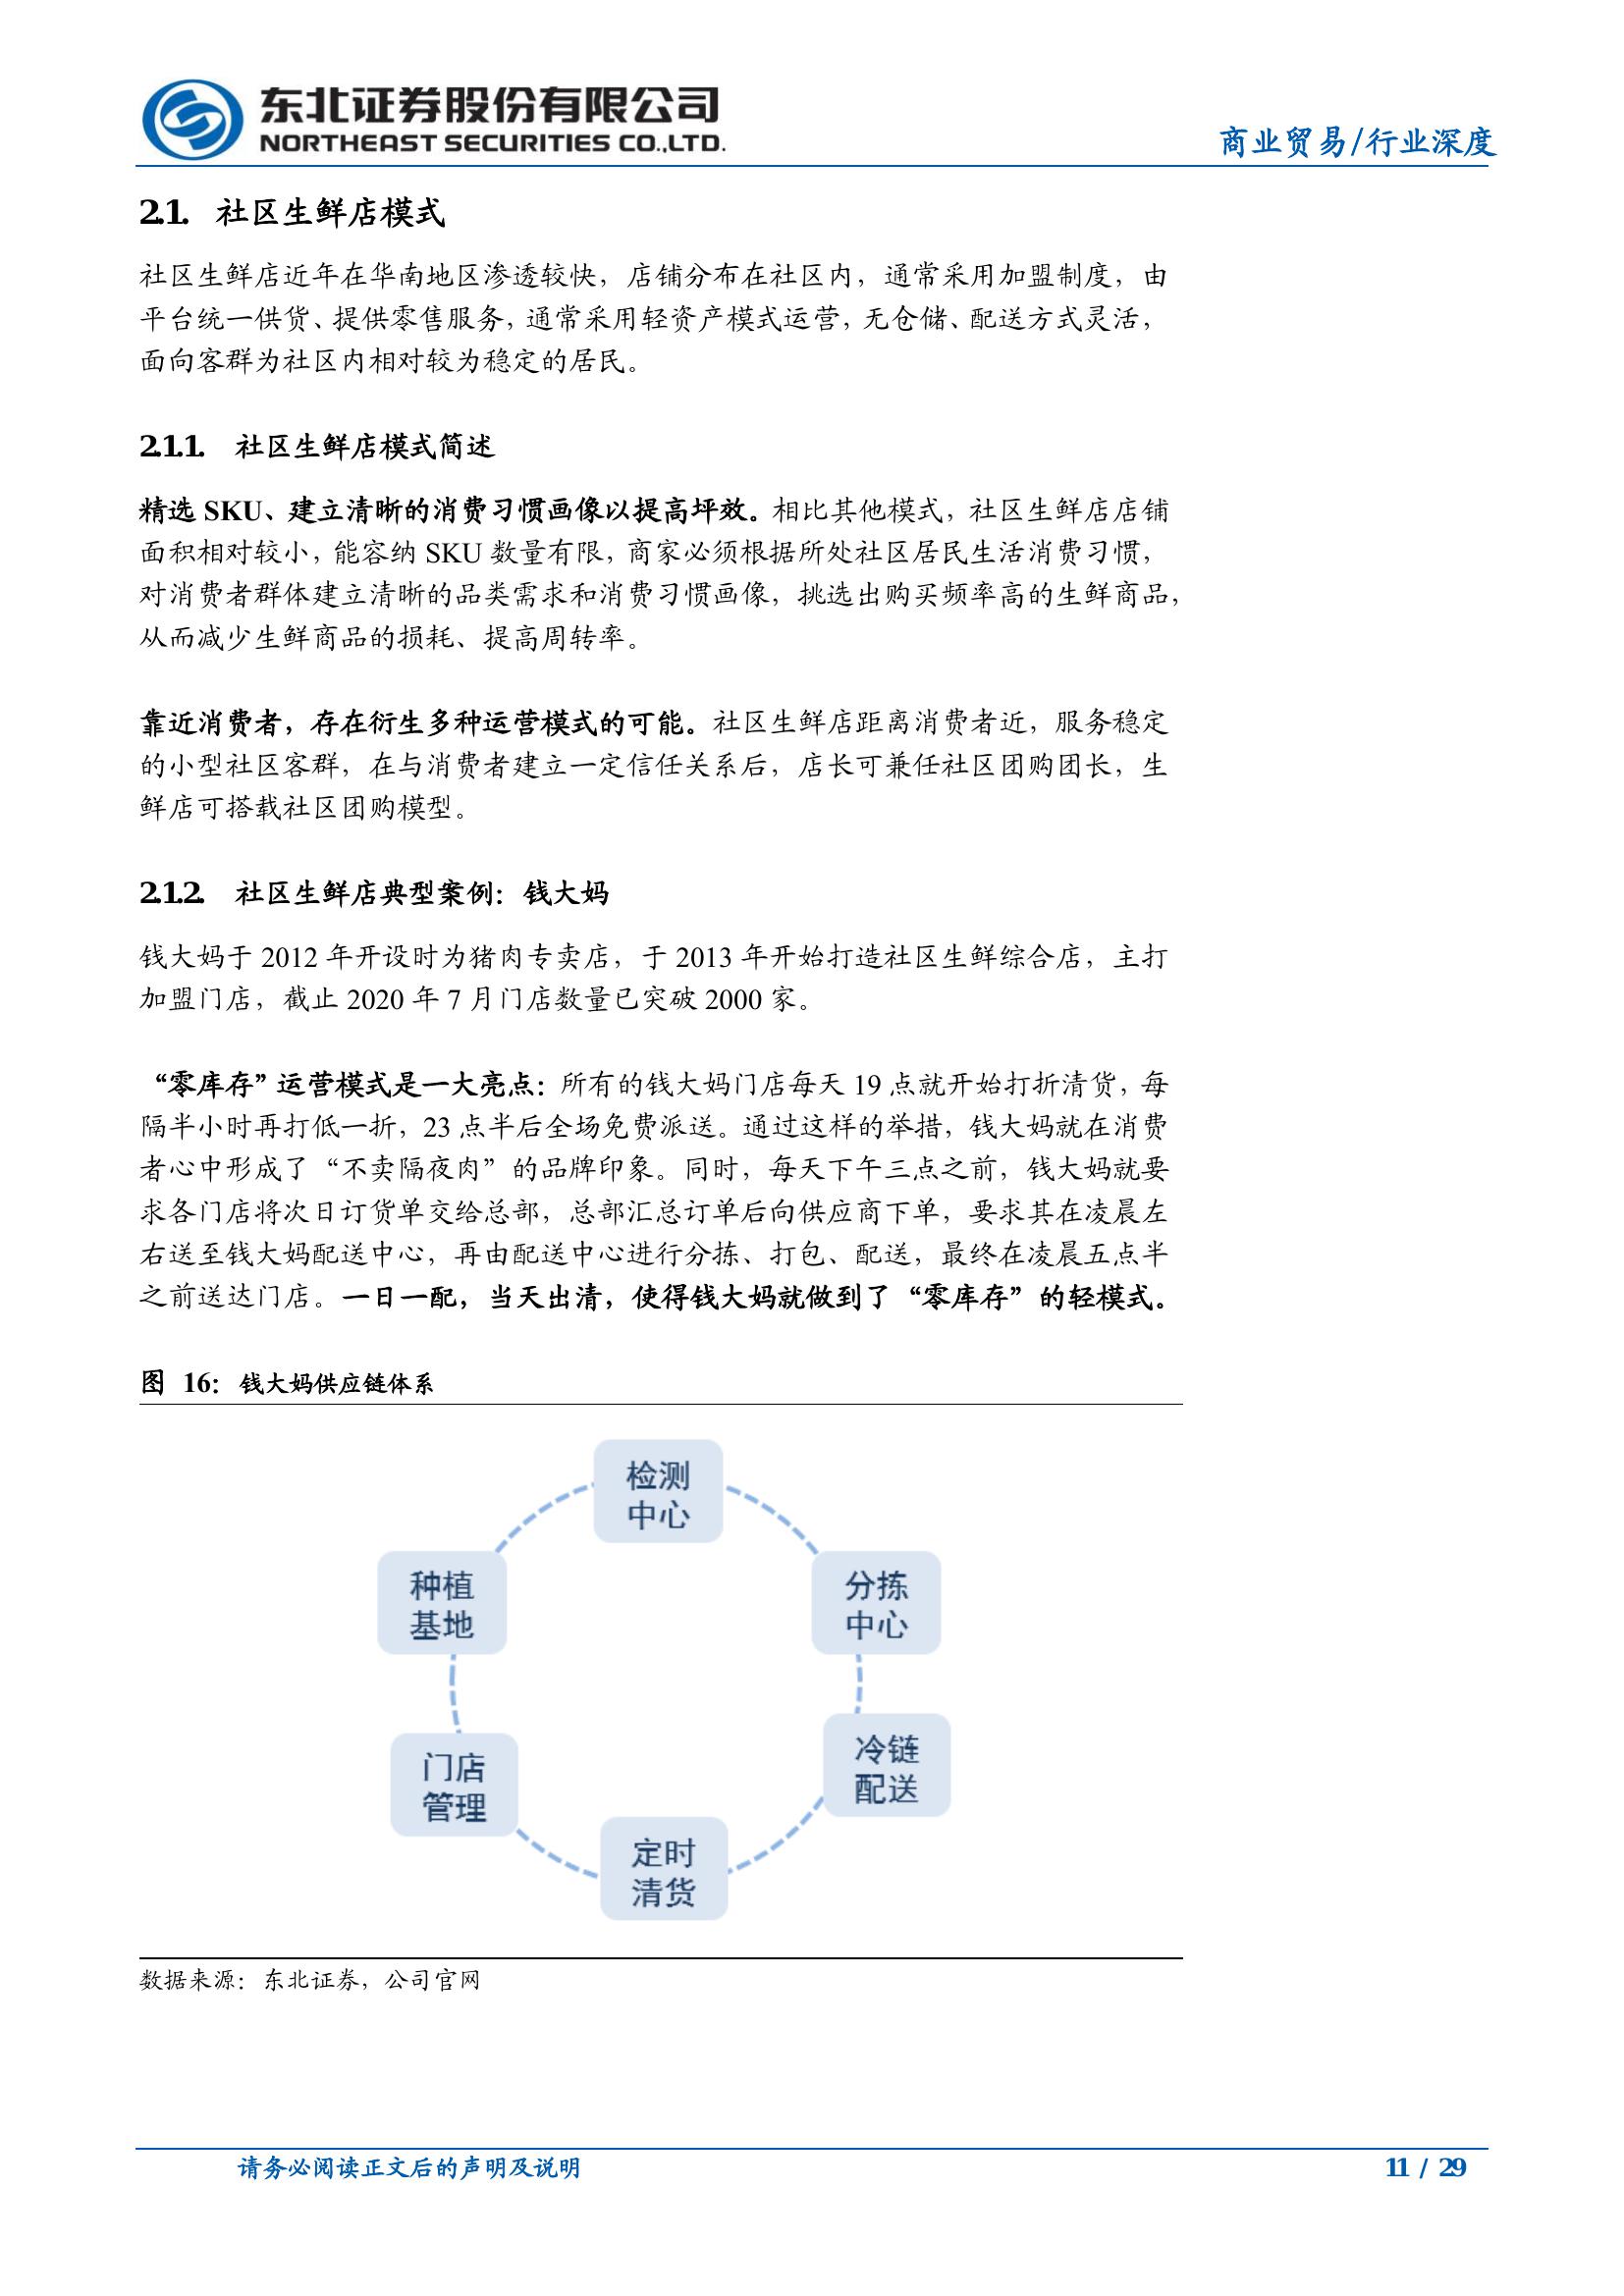 东北证券股份有限公司
NORTHEAST SECURITIES CO.,LTD.
商业贸易/行业深度
2.1. 社区生鲜店模式
社区生鲜店近年在华南地区渗透较快，店铺分布在社区内，通常采用加盟制度，由
平台统一供货、提供零售服务，通常采用轻资产模式运营，无仓储、配送方式灵活，
面向客群为社区内相对较为稳定的居民。
2.1.1. 社区生鲜店模式简述
精选 SKU、建立清晰的消费习惯画像以提高坪效。相比其他模式，社区生鲜店店铺
面积相对较小，能容纳 SKU 数量有限，商家必须根据所处社区居民生活消费习惯，
对消费者群体建立清晰的品类需求和消费习惯画像，挑选出购买频率高的生鲜商品，
从而减少生鲜商品的损耗、提高周转率。
靠近消费者，存在衍生多种运营模式的可能。社区生鲜店距离消费者近，服务稳定
的小型社区客群，在与消费者建立一定信任关系后，店长可兼任社区团购团长，生
鲜店可搭载社区团购模型。
2.1.2. 社区生鲜店典型案例：钱大妈
钱大妈于 2012 年开设时为猪肉专卖店，于 2013 年开始打造社区生鲜综合店，主打
加盟门店，截止 2020 年 7 月门店数量已突破 2000 家。
“零库存”运营模式是一大亮点：所有的钱大妈门店每天 19 点就开始打折清货，每
隔半小时再打低一折，23 点半后全场免费派送。通过这样的举措，钱大妈就在消费
者心中形成了“不卖隔夜肉”的品牌印象。同时，每天下午三点之前，钱大妈就要
求各门店将次日订货单交给总部，总部汇总订单后向供应商下单，要求其在凌晨左
右送至钱大妈配送中心，再由配送中心进行分拣、打包、配送，最终在凌晨五点半
之前送达门店。一日一配，当天出清，使得钱大妈就做到了“零库存”的轻模式。
图 16：钱大妈供应链体系
检测
中心
分拣
中心
冷链
配送
定时
清货
门店
管理
种植
基地
数据来源：东北证券，公司官网
请务必阅读正文后的声明及说明
11 / 29